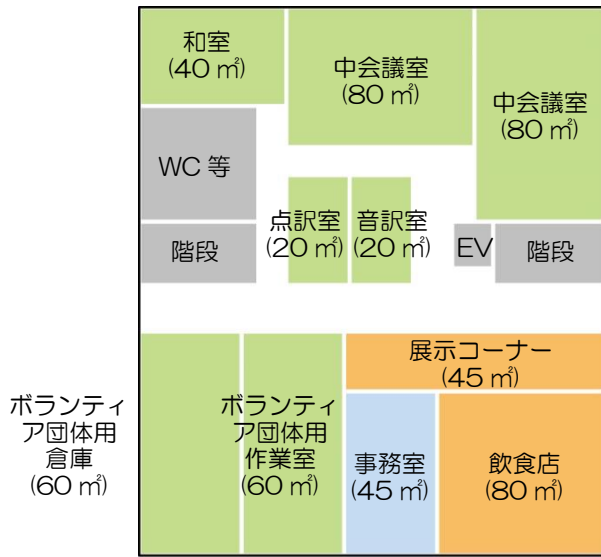 和室
(40 ㎡)
中会議室
(80 ㎡)
中会議室
(80 ㎡)
WC 等
点訳室
(20 ㎡)
音訳室
(20 ㎡)
階段
EV
階段
展示コーナー
(45 ㎡)
ボランティ
ア団体用
倉庫
(60 ㎡)
ボランティ
ア団体用
作業室
(60 ㎡)
事務室
(45 ㎡)
飲食店
(80 ㎡)